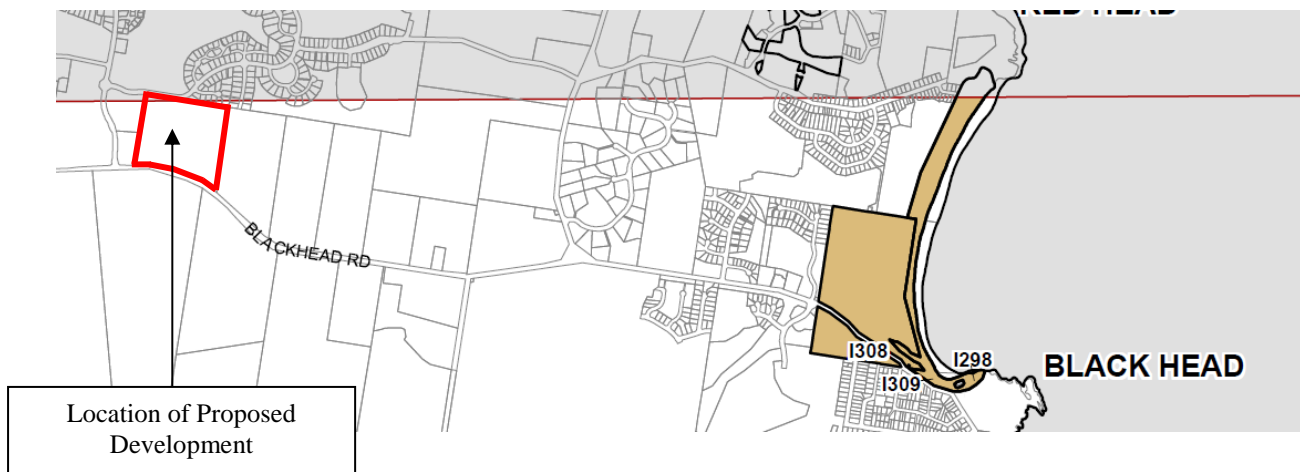 RED HEAD
BLACKHEAD RD
I308
I298
BLACK HEAD
I309
Location of Proposed
Development